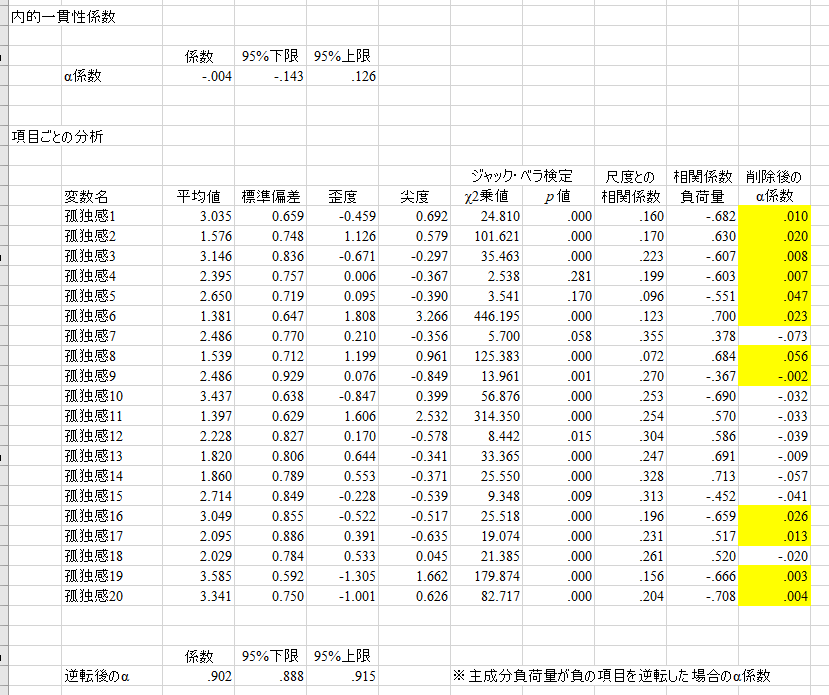 内的一貫性係数
係数 95%下限 95%上限
α係数 -.004 -.143 .126
項目ごとの分析
ジャック・ベラ検定 尺度との 相関係数 削除後の
変数名 平均値 標準偏差 歪度 尖度 χ2乗値 p 値 相関係数 負荷量 α係数
孤独感1 3.035 0.659 -0.459 0.692 24.810 .000 .160 -.682 .010
孤独感2 1.576 0.748 1.126 0.579 101.621 .000 .170 .630 .020
孤独感3 3.146 0.836 -0.671 -0.297 35.463 .000 .223 -.607 .008
孤独感4 2.395 0.757 0.006 -0.367 2.538 .281 .199 -.603 .007
孤独感5 2.650 0.719 0.095 -0.390 3.541 .170 .096 -.551 .047
孤独感6 1.381 0.647 1.808 3.266 446.195 .000 .123 .700 .023
孤独感7 2.486 0.770 0.210 -0.356 5.700 .058 .355 .378 -.073
孤独感8 1.539 0.712 1.199 0.961 125.383 .000 .072 .684 .056
孤独感9 2.486 0.929 0.076 -0.849 13.961 .001 .270 -.367 -.002
孤独感10 3.437 0.638 -0.847 0.399 56.876 .000 .253 -.690 -.032
孤独感11 1.397 0.629 1.606 2.532 314.350 .000 .254 .570 -.033
孤独感12 2.228 0.827 0.170 -0.578 8.442 .015 .304 .586 -.039
孤独感13 1.820 0.806 0.644 -0.341 33.365 .000 .247 .691 -.009
孤独感14 1.860 0.789 0.553 -0.371 25.550 .000 .328 .713 -.057
孤独感15 2.714 0.849 -0.228 -0.539 9.348 .009 .313 -.452 -.041
孤独感16 3.049 0.855 -0.522 -0.517 25.518 .000 .196 -.659 .026
孤独感17 2.095 0.886 0.391 -0.635 19.074 .000 .231 .517 .013
孤独感18 2.029 0.784 0.533 0.045 21.385 .000 .261 .520 -.020
孤独感19 3.585 0.592 -1.305 1.662 179.874 .000 .156 -.666 .003
孤独感20 3.341 0.750 -1.001 0.626 82.717 .000 .204 -.708 .004
係数 95%下限 95%上限
逆転後のα .902 .888 .915 ※主成分負荷量が負の項目を逆転した場合のα係数